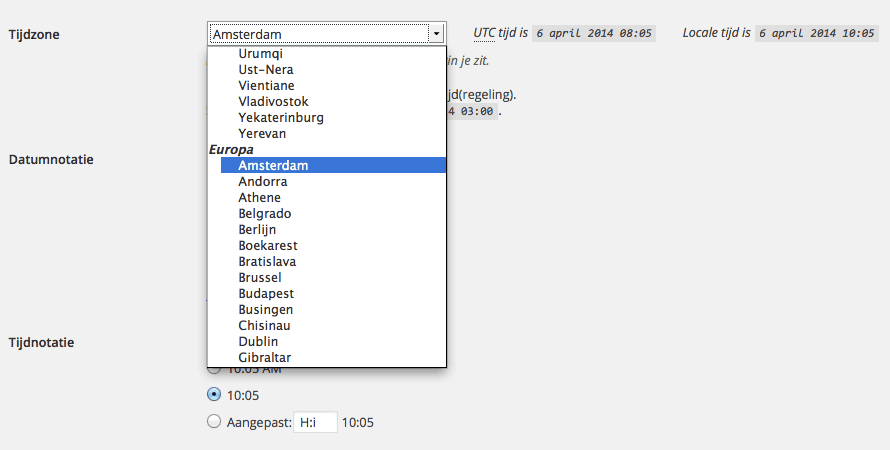 Tijdzone Amsterdam UTC tijd is 6 april 2014 08:05 Locale tijd is 6 april 2014 10:05
Urumqi in je zit.
Ust-Nera
Vientiane jd(regeling).
Vladivostok 4 03:00.
Yekaterinburg
Yerevan
Europa
Datumnotatie Amsterdam
Andorra
Athene
Belgrado
Berlijn
Boekarest
Bratislava
Brussel
Budapest
Busingen
Chisinau
Tijdnotatie Dublin
Gibraltar
10:05 AM
10:05
Aangepast: H:i 10:05